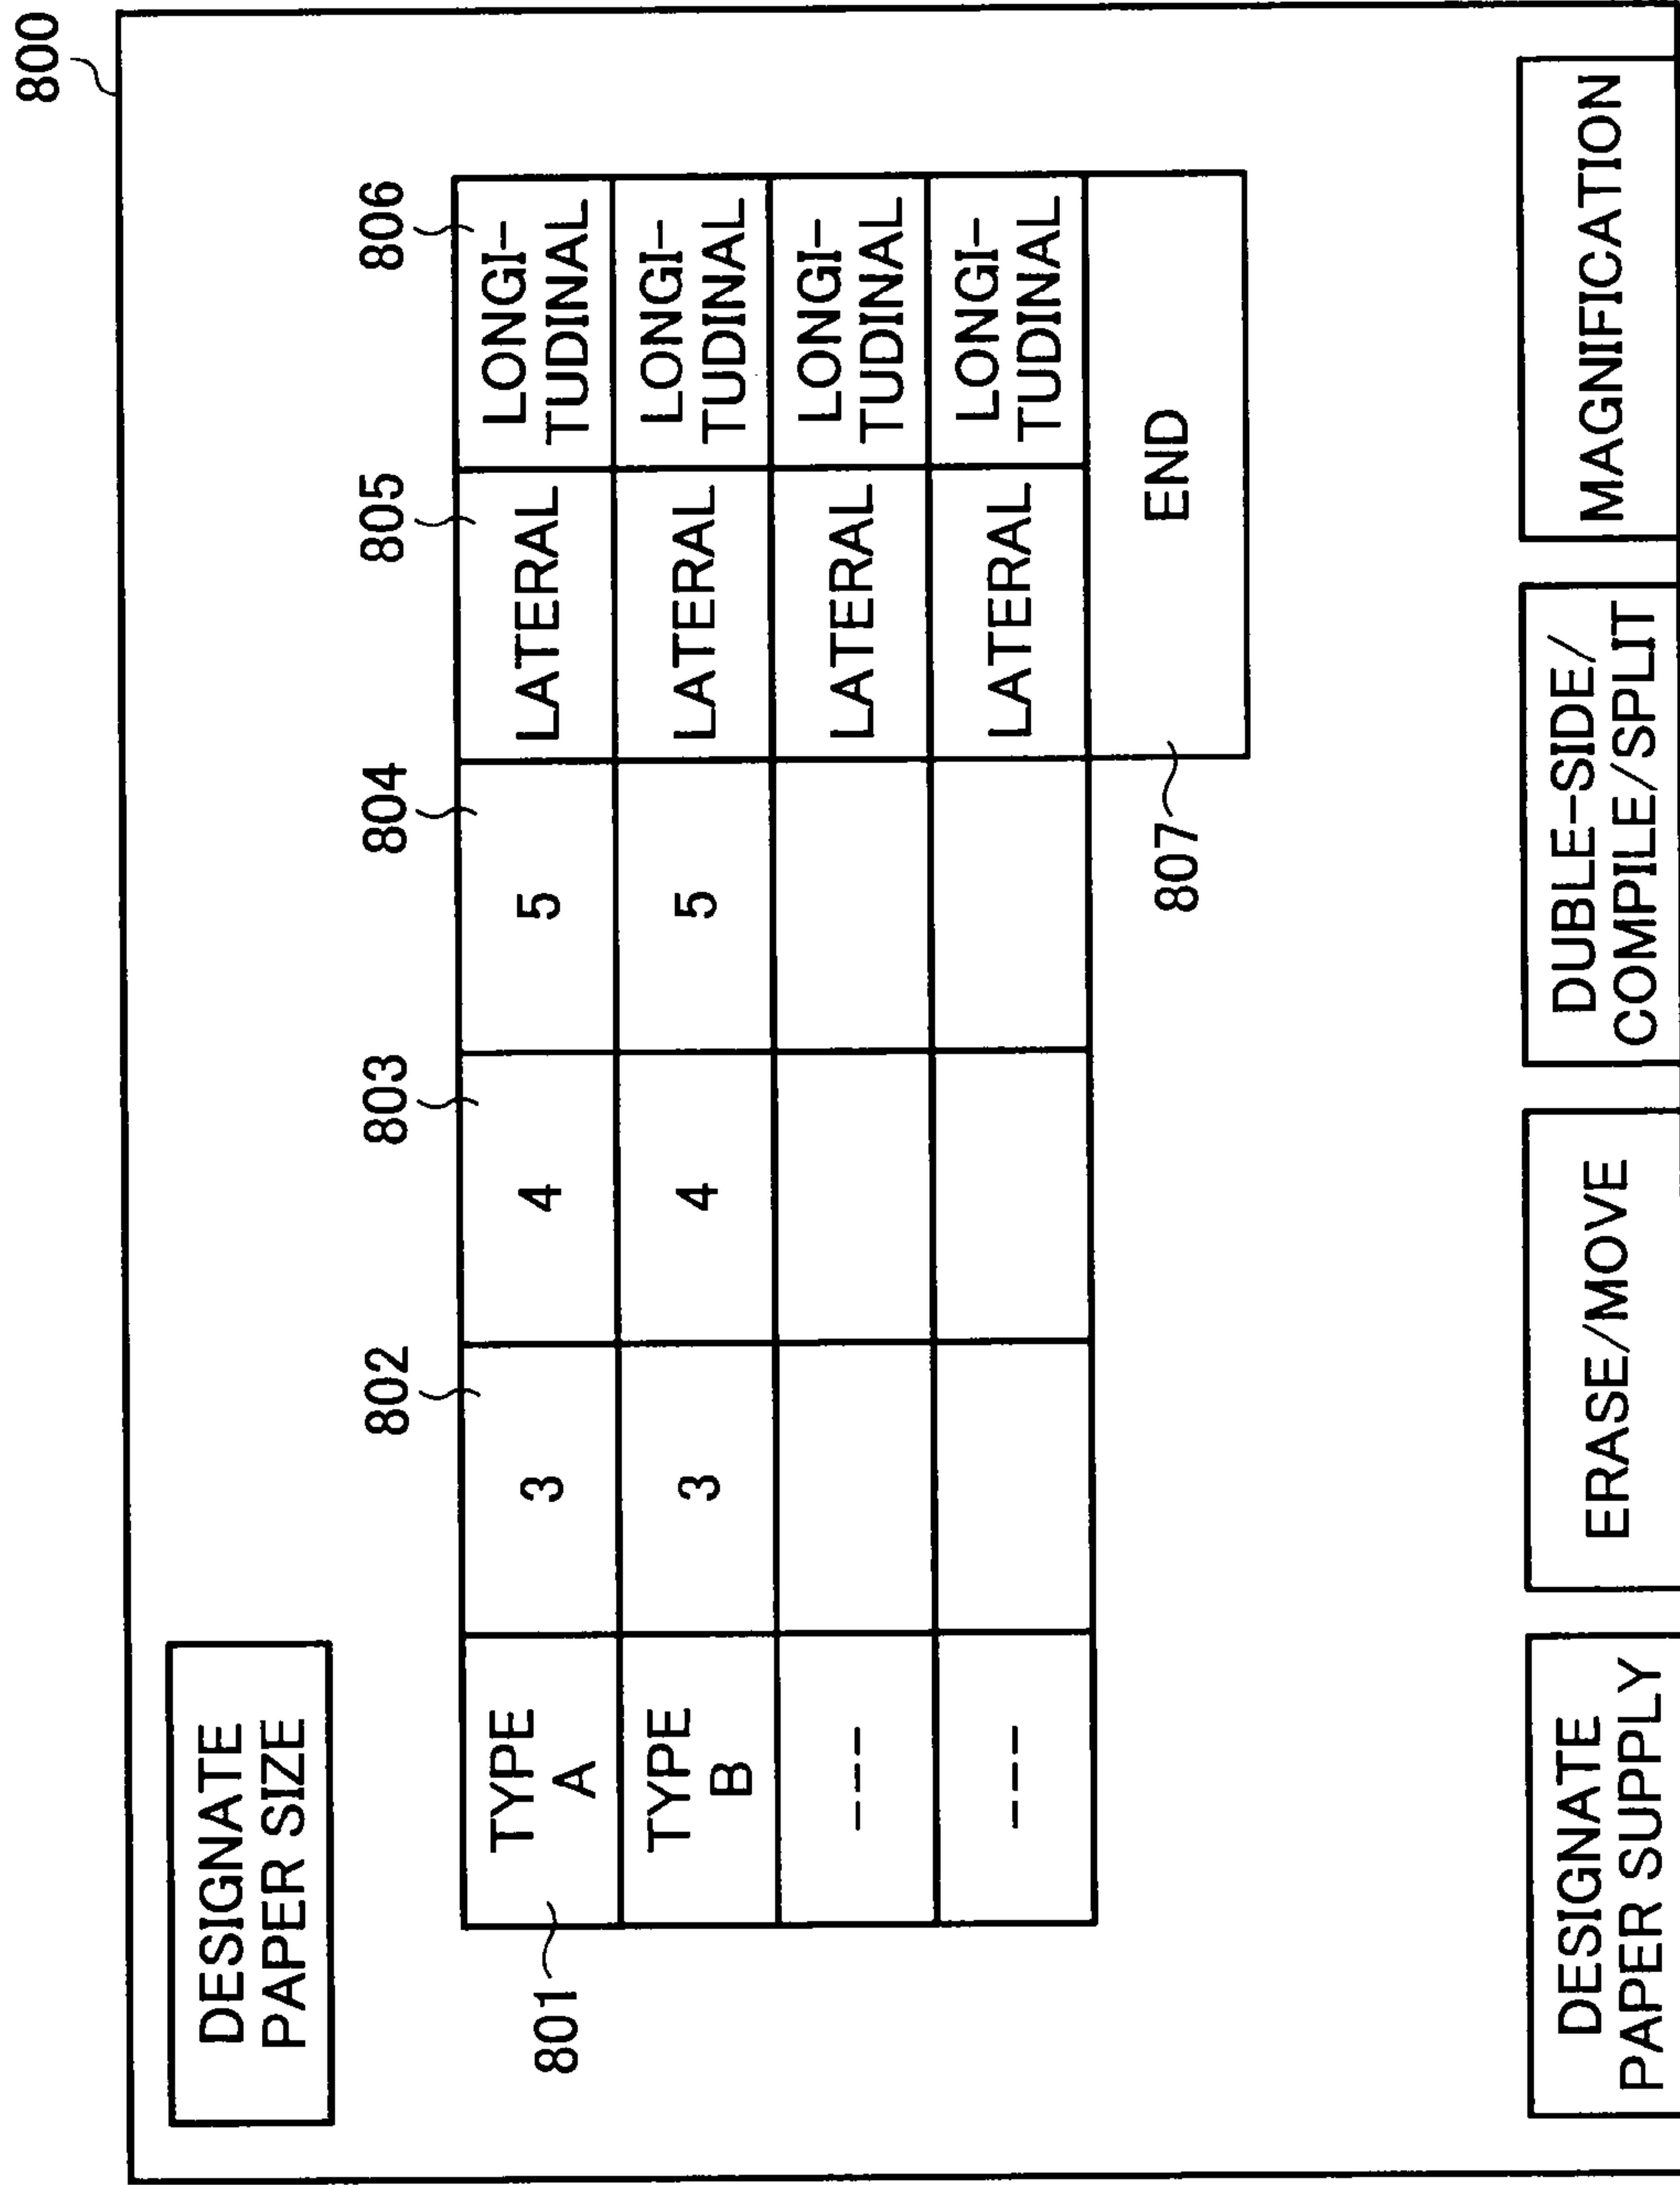 800
DESIGNATE
PAPER SIZE
802
803
804
805
806
801
TYPE
A
3
4
5
LATERAL
LONGI-
TUDINAL
TYPE
B
3
4
5
LATERAL
LONGI-
TUDINAL
---
LATERAL
LONGI-
TUDINAL
---
LATERAL
LONGI-
TUDINAL
807
END
DESIGNATE
PAPER SUPPLY
ERASE/MOVE
DUBLE-SIDE/
COMPILE/SPLIT
MAGNIFICATION